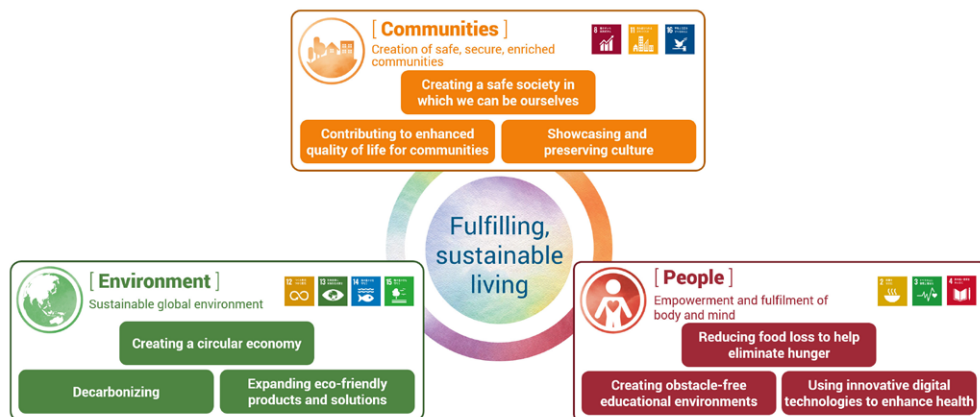 [ Communities ]
Creation of safe, secure, enriched
communities
8
11
16
Creating a safe society in
which we can be ourselves
Contributing to enhanced
quality of life for communities
Showcasing and
preserving culture
Fulfilling,
sustainable
living
[ Environment ]
Sustainable global environment
12
13
14
15
Creating a circular economy
Decarbonizing
Expanding eco-friendly
products and solutions
[ People ]
Empowerment and fulfilment of
body and mind
2
3
4
Reducing food loss to help
eliminate hunger
Creating obstacle-free
educational environments
Using innovative digital
technologies to enhance health